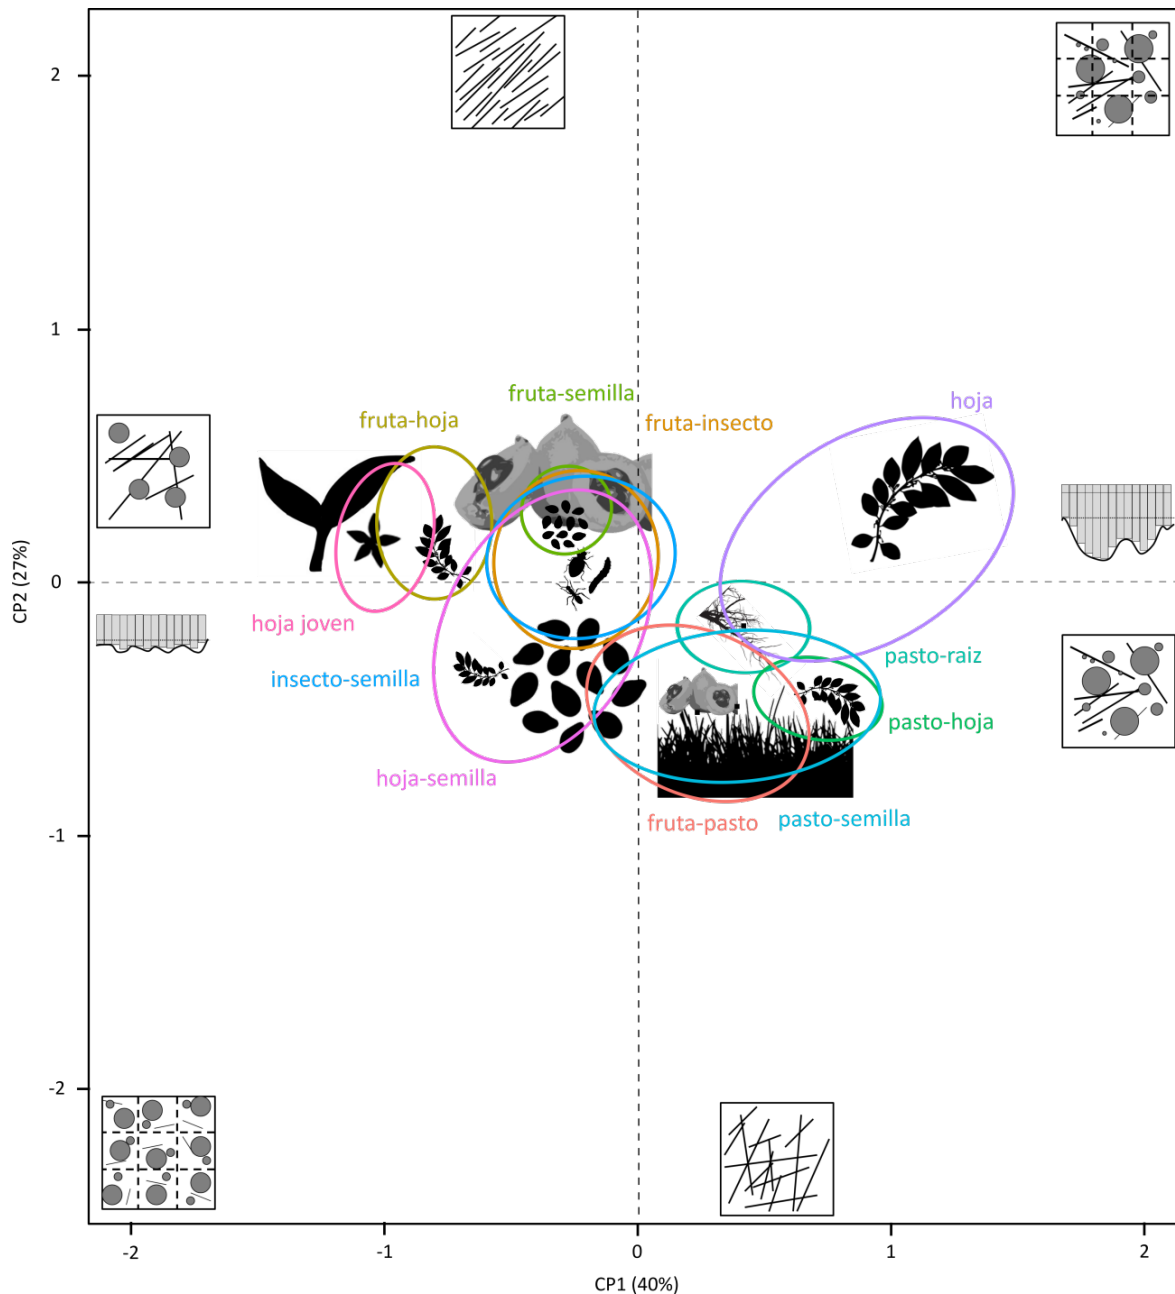 2
1
fruta-semilla
hoja
fruta-hoja
fruta-insecto
0
CP2 (27%)
hoja joven
pasto-raiz
insecto-semilla
pasto-hoja
hoja-semilla
fruta-pasto
pasto-semilla
-1
-2
-2
-1
0
1
2
CP1 (40%)